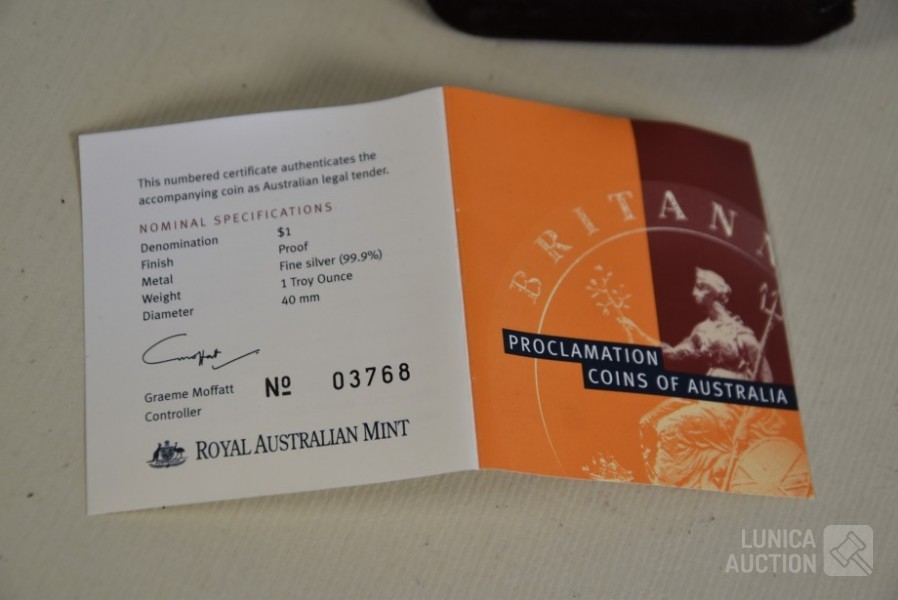 This numbered certificate authenticates the
accompanying coin as Australian legal tender.
NOMINAL SPECIFICATIONS
Denomination $1
Finish Proof
Metal Fine silver (99.9%)
Weight 1 Troy Ounce
Diameter 40 mm
Graeme Moffatt
Controller
Nº 03768
ROYAL AUSTRALIAN MINT
BRITAN
PROCLAMATION
COINS OF AUSTRALIA
LUNICA
AUCTION